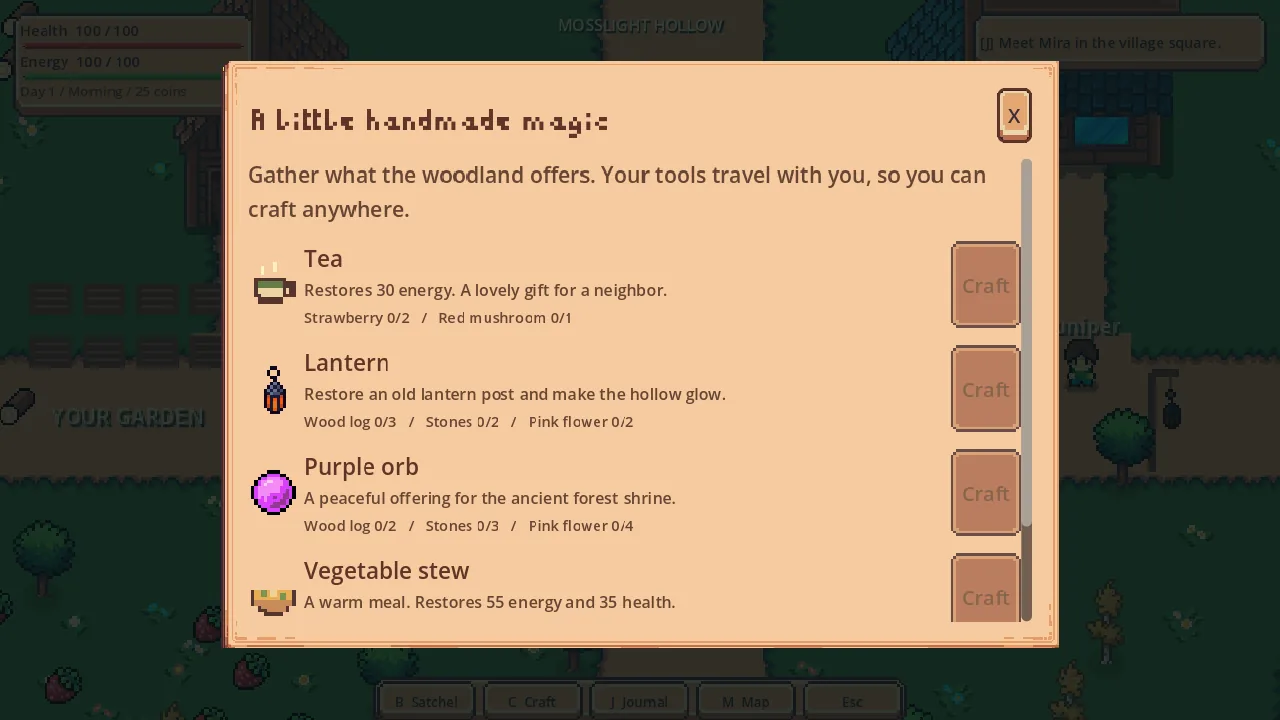 Health 100 / 100
MOSSLIGHT HOLLOW
[J] Meet Mira in the village square.
Energy 100 / 100
Day 1 / Morning / 25 coins
A little handmade magic
X
Gather what the woodland offers. Your tools travel with you, so you can
craft anywhere.
Tea
Restores 30 energy. A lovely gift for a neighbor.
Strawberry 0/2 / Red mushroom 0/1
Craft
Lantern
Restore an old lantern post and make the hollow glow.
Wood log 0/3 / Stones 0/2 / Pink flower 0/2
Craft
YOUR GARDEN
Purple orb
A peaceful offering for the ancient forest shrine.
Wood log 0/2 / Stones 0/3 / Pink flower 0/4
Craft
Vegetable stew
A warm meal. Restores 55 energy and 35 health.
Craft
B Satchel
C Craft
J Journal
M Map
Esc